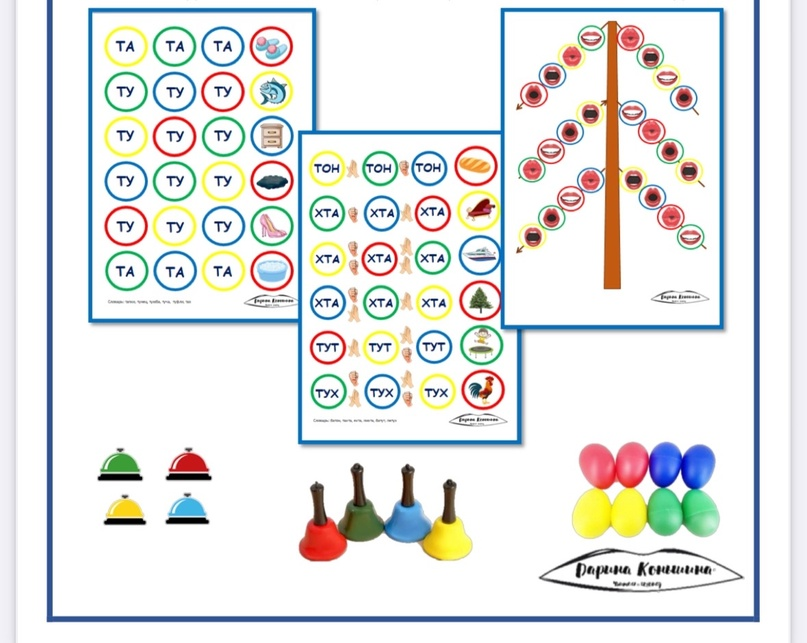 ТА ТА ТА
ТУ ТУ ТУ
ТУ ТУ ТУ
ТУ ТУ ТУ
ТУ ТУ ТУ
ТА ТА ТА
ТОН ТОН ТОН
ХТА ХТА ХТА
ХТА ХТА ХТА
ХТА ХТА ХТА
ТУТ ТУТ ТУТ
ТУХ ТУХ ТУХ
Дарина Конышина